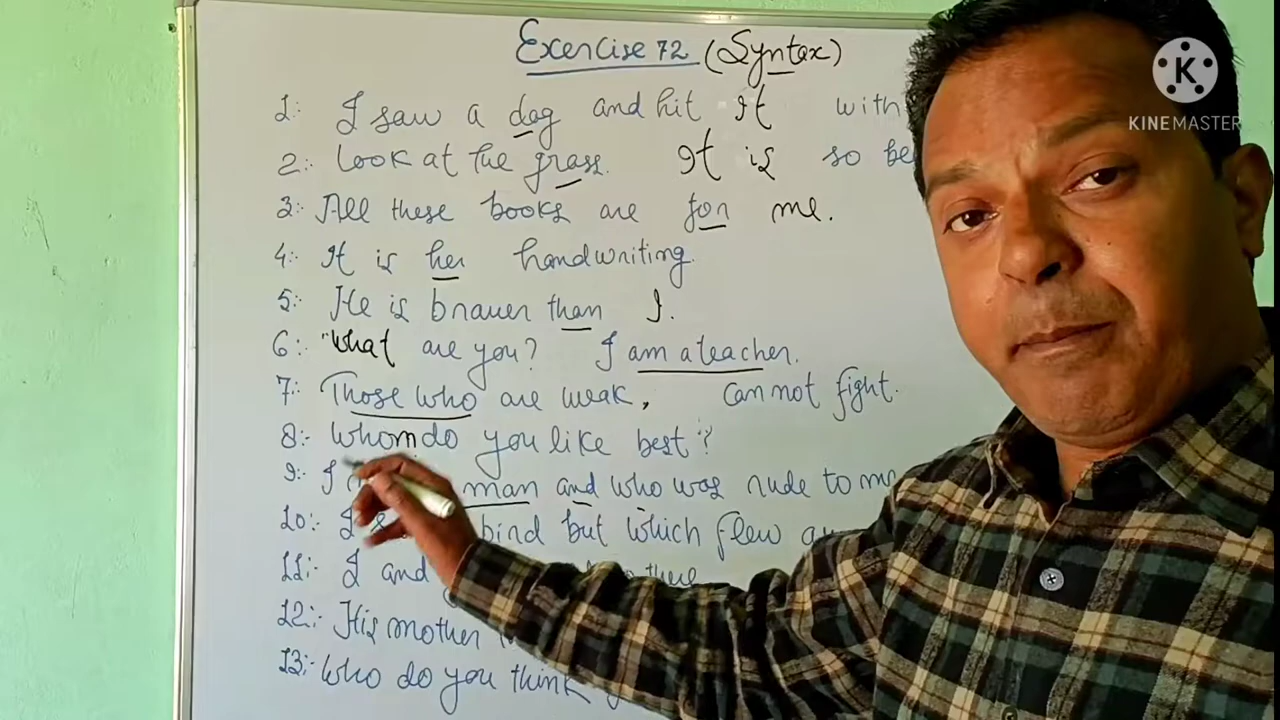 Exercise 72 (Syntax)
1:- I saw a dog and hit It with
2:- Look at the grass. It is so be
3:- All these books are for me.
4:- It is her handwriting.
5:- He is braver than I.
6:- "What are you? I am a teacher.
7:- Those who are weak, cannot fight.
8:- Whom do you like best?
9:- I man and who was rude to me
10:- I bird but which flew
11:- I and there
12:- His mother
13:- Who do you think
K
KINEMASTER